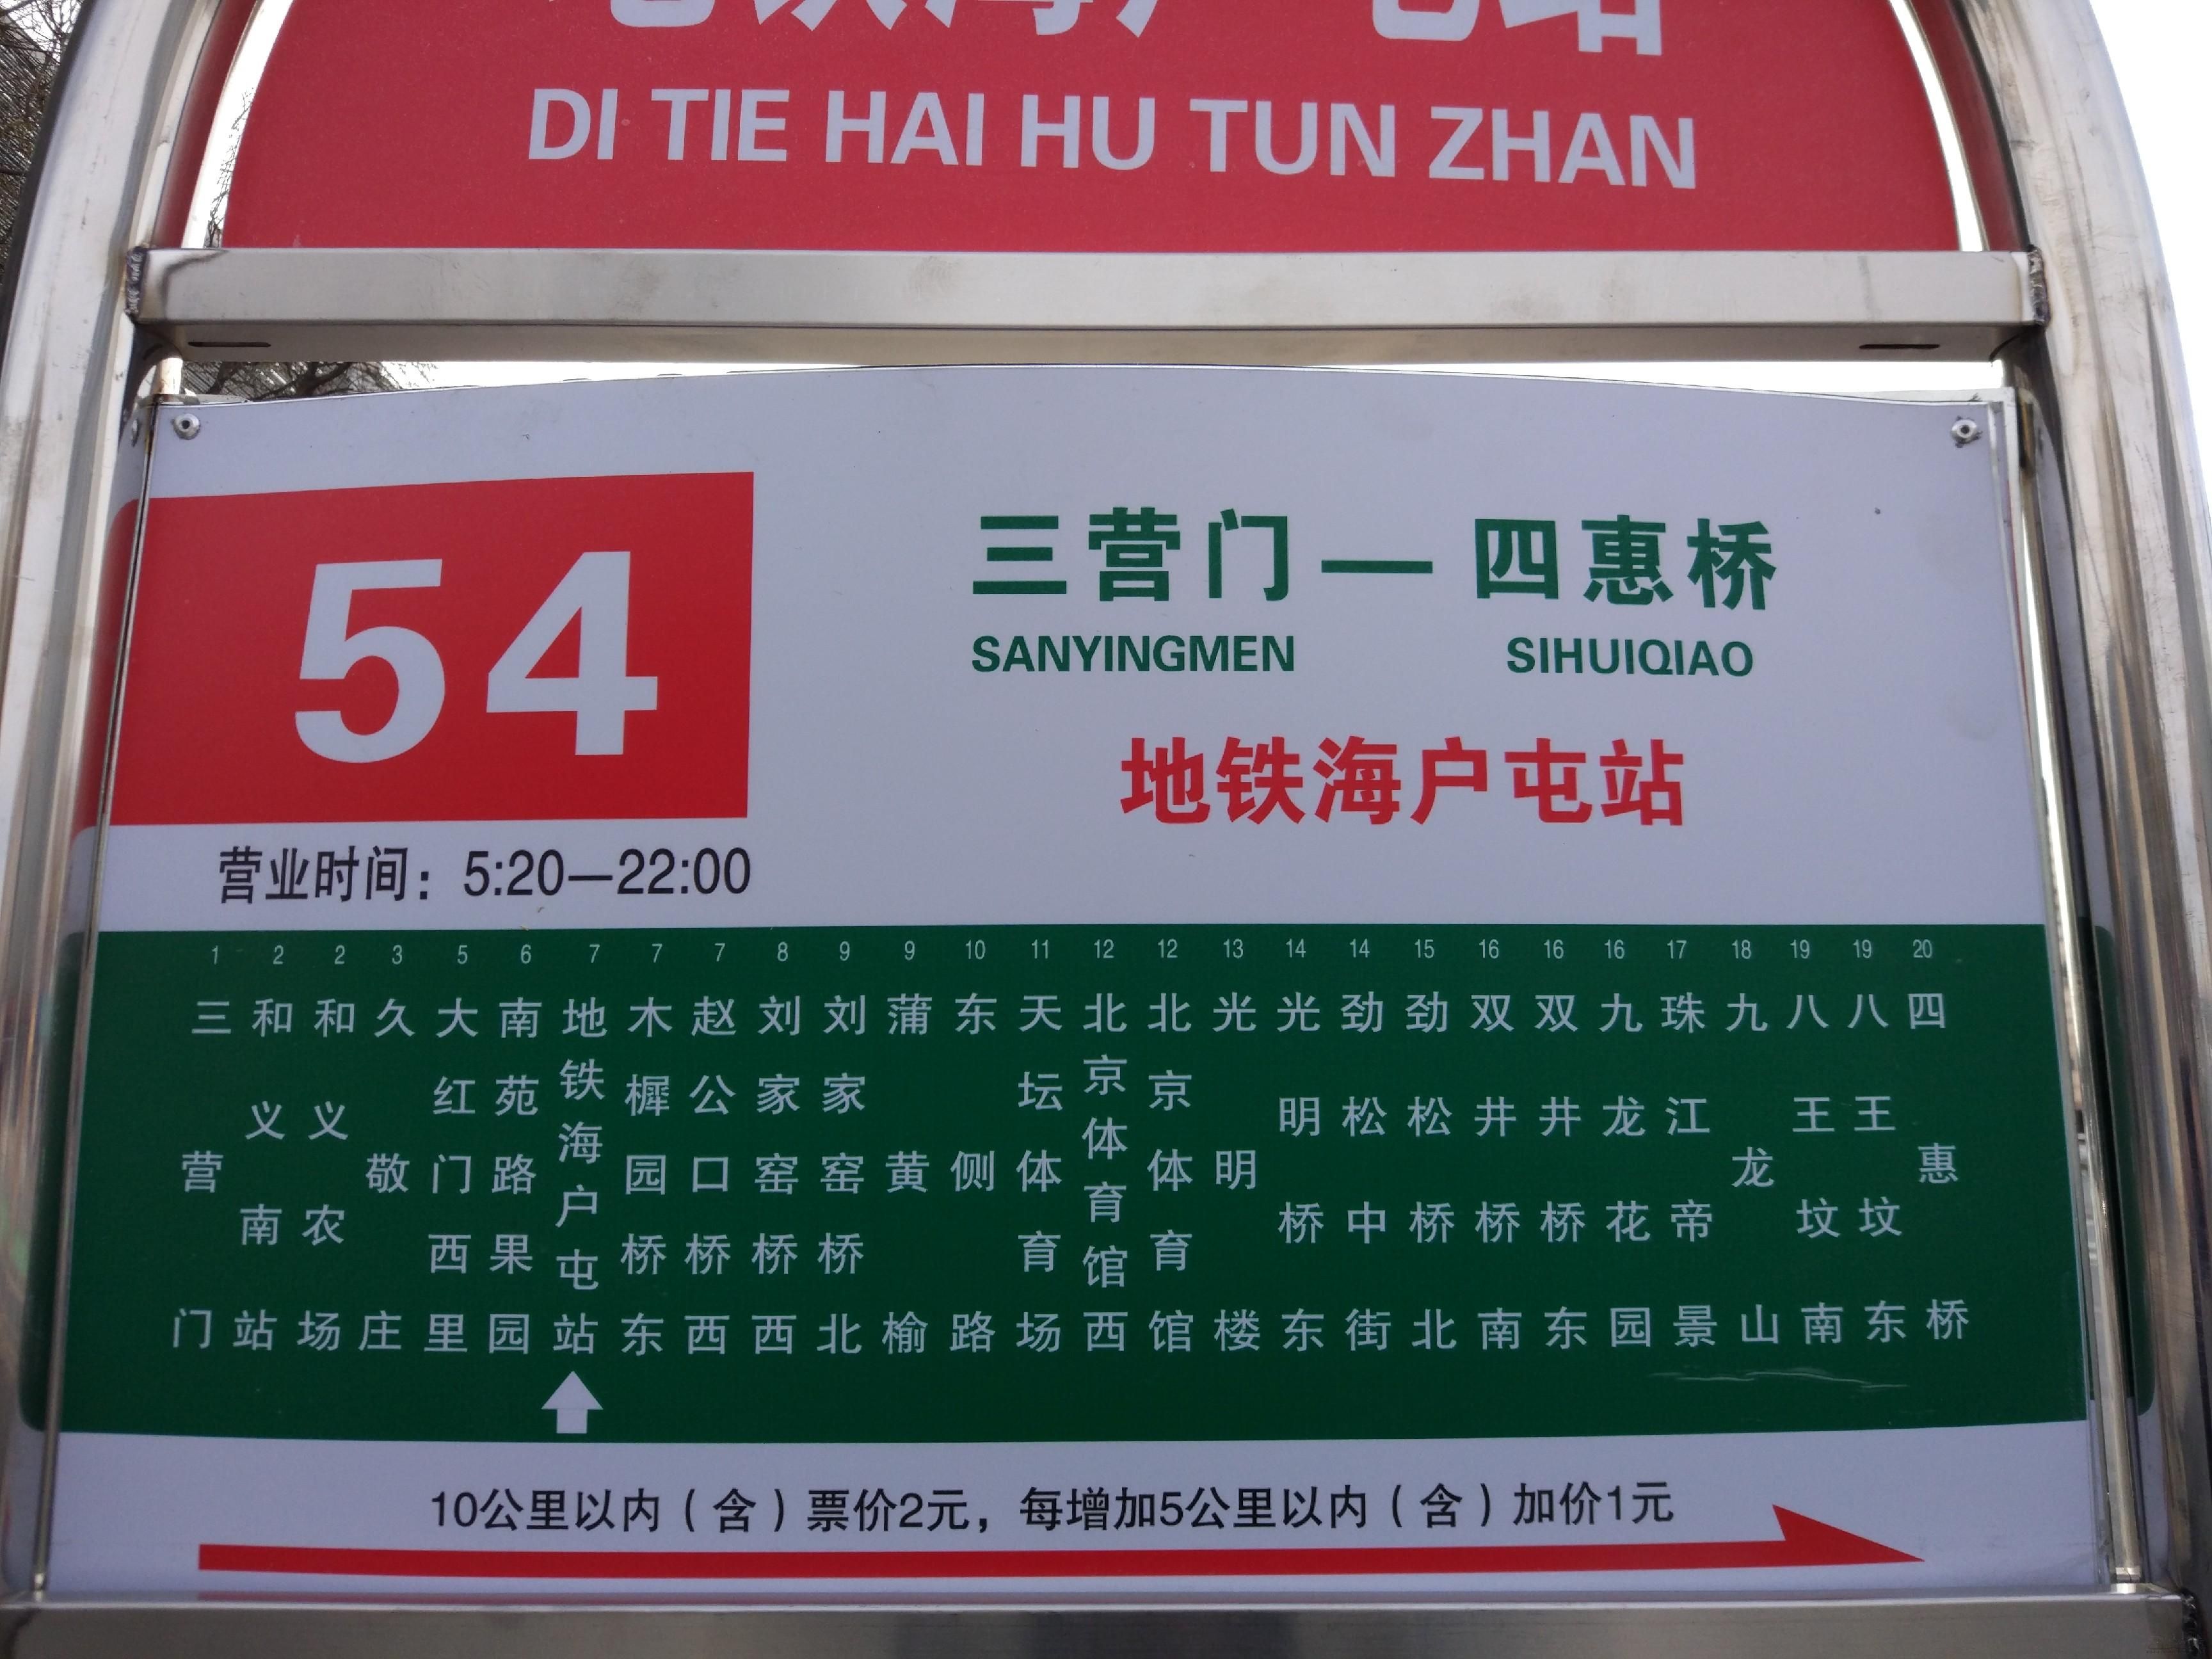 地铁海户屯站
DI TIE HAI HU TUN ZHAN
54
三营门—四惠桥
SANYINGMEN SIHUIQIAO
地铁海户屯站
营业时间：5:20—22:00
1 2 2 3 5 6 7 7 7 8 9 9 10 11 12 12 13 14 14 15 16 16 16 17 18 19 19 20
三营门
和义南站
和义农场
久敬庄
大红门西里
南苑路果园
地铁海户屯站
木樨园桥东
赵公口桥西
刘家窑桥西
刘家窑桥北
蒲黄榆
东侧路
天坛体育场
北京体育馆西
北京体育馆
光明楼
光明桥东
劲松中街
劲松桥北
双井桥南
双井桥东
九龙花园
珠江帝景
九龙山
八王坟南
八王坟东
四惠桥
10公里以内（含）票价2元，每增加5公里以内（含）加价1元